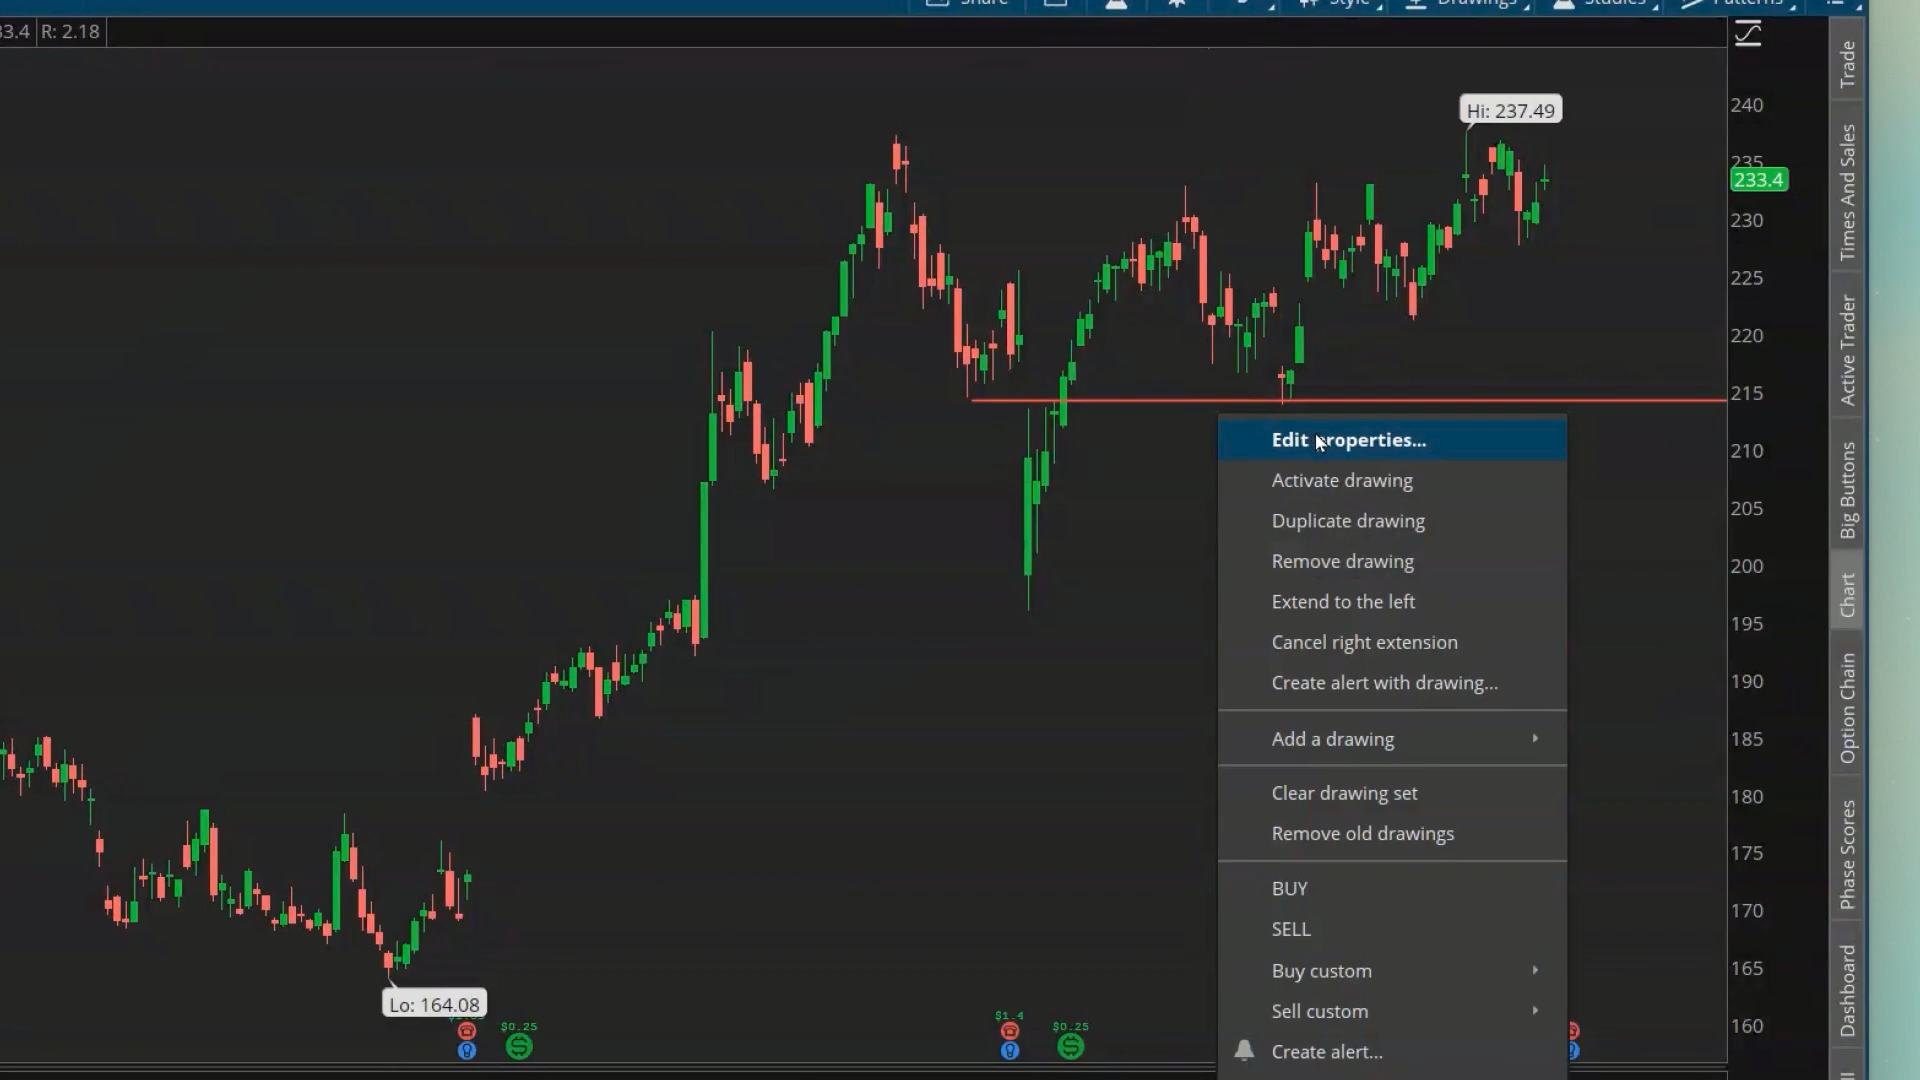 Share
Style
Drawings
Studies
Patterns
33.4 R: 2.18
Trade
Times And Sales
Active Trader
Big Buttons
Chart
Option Chain
Phase Scores
Dashboard
Hi: 237.49
240
235
233.4
230
225
220
215
210
205
200
195
190
185
180
175
170
165
160
Edit properties...
Activate drawing
Duplicate drawing
Remove drawing
Extend to the left
Cancel right extension
Create alert with drawing...
Add a drawing
Clear drawing set
Remove old drawings
BUY
SELL
Buy custom
Sell custom
Create alert...
Lo: 164.08
$0.25
$1.4
$0.25